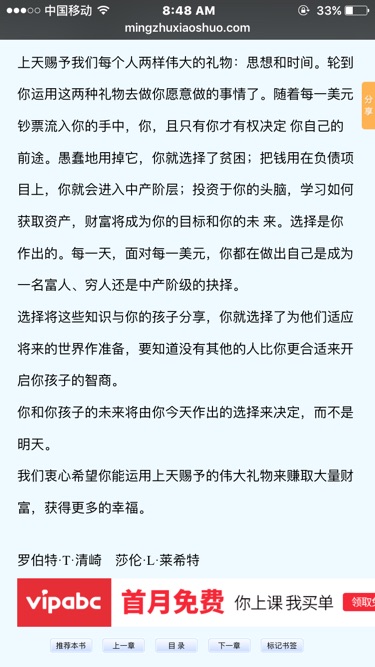 中国移动 8:48 AM 33%
mingzhuxiaoshuo.com
上天赐予我们每个人两样伟大的礼物：思想和时间。轮到
你运用这两种礼物去做你愿意做的事情了。随着每一美元
钞票流入你的手中，你，且只有你才有权决定 你自己的
前途。愚蠢地用掉它，你就选择了贫困；把钱用在负债项
目上，你就会进入中产阶层；投资于你的头脑，学习如何
获取资产，财富将成为你的目标和你的未 来。选择是你
作出的。每一天，面对每一美元，你都在做出自己是成为
一名富人、穷人还是中产阶级的抉择。
选择将这些知识与你的孩子分享，你就选择了为他们适应
将来的世界作准备，要知道没有其他的人比你更合适来开
启你孩子的智商。
你和你孩子的未来将由你今天作出的选择来决定，而不是
明天。
我们衷心希望你能运用上天赐予的伟大礼物来赚取大量财
富，获得更多的幸福。
罗伯特·T·清崎 莎伦·L·莱希特
分享
vipabc 首月免费 你上课 我买单 领取
推荐本书 上一章 目 录 下一章 标记书签